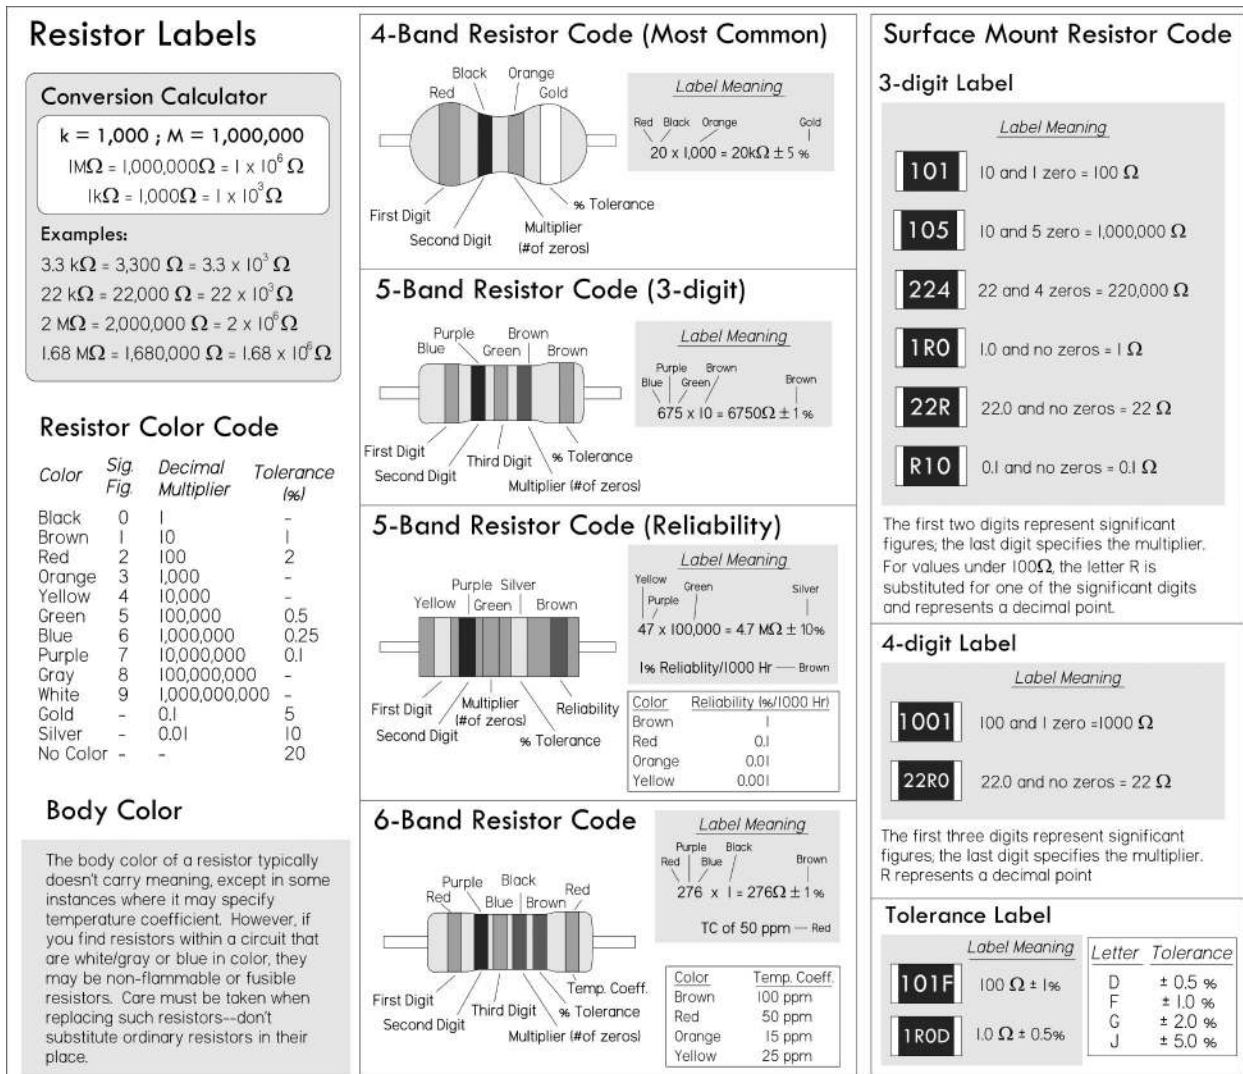 Resistor Labels
Conversion Calculator
k = 1,000 ; M = 1,000,000
1MΩ = 1,000,000Ω = 1 x 10⁶ Ω
1kΩ = 1,000Ω = 1 x 10³ Ω
Examples:
3.3 kΩ = 3,300 Ω = 3.3 x 10³ Ω
22 kΩ = 22,000 Ω = 22 x 10³ Ω
2 MΩ = 2,000,000 Ω = 2 x 10⁶ Ω
1.68 MΩ = 1,680,000 Ω = 1.68 x 10⁶ Ω
Resistor Color Code
Color Sig. Fig. Decimal Multiplier Tolerance (%)
Black 0 1 -
Brown 1 10 1
Red 2 100 2
Orange 3 1,000 -
Yellow 4 10,000 -
Green 5 100,000 0.5
Blue 6 1,000,000 0.25
Purple 7 10,000,000 0.1
Gray 8 100,000,000 -
White 9 1,000,000,000 -
Gold - 0.1 5
Silver - 0.01 10
No Color - - 20
Body Color
The body color of a resistor typically
doesn't carry meaning, except in some
instances where it may specify
temperature coefficient. However, if
you find resistors within a circuit that
are white/gray or blue in color, they
may be non-flammable or fusible
resistors. Care must be taken when
replacing such resistors--don't
substitute ordinary resistors in their
place.
4-Band Resistor Code (Most Common)
Black Orange
Red Gold
First Digit
Second Digit
Multiplier
(#of zeros)
% Tolerance
Label Meaning
Red Black Orange Gold
20 x 1,000 = 20kΩ ± 5 %
5-Band Resistor Code (3-digit)
Purple Brown
Blue Green Brown
First Digit
Second Digit
Third Digit
Multiplier (#of zeros)
% Tolerance
Label Meaning
Purple Brown
Blue Green Brown
675 x 10 = 6750Ω ± 1 %
5-Band Resistor Code (Reliability)
Purple Silver
Yellow Green Brown
First Digit
Second Digit
Multiplier
(#of zeros)
% Tolerance
Reliability
Label Meaning
Yellow Green Silver
Purple
47 x 100,000 = 4.7 MΩ ± 10%
1% Reliablity/1000 Hr — Brown
Color Reliability (%/1000 Hr)
Brown 1
Red 0.1
Orange 0.01
Yellow 0.001
6-Band Resistor Code
Purple Black Red
Red Blue Brown
First Digit
Second Digit
Third Digit
Multiplier (#of zeros)
% Tolerance
Temp. Coeff.
Label Meaning
Purple Black
Red Blue Brown
276 x 1 = 276Ω ± 1 %
TC of 50 ppm — Red
Color Temp. Coeff.
Brown 100 ppm
Red 50 ppm
Orange 15 ppm
Yellow 25 ppm
Surface Mount Resistor Code
3-digit Label
Label Meaning
101 10 and 1 zero = 100 Ω
105 10 and 5 zero = 1,000,000 Ω
224 22 and 4 zeros = 220,000 Ω
1R0 1.0 and no zeros = 1 Ω
22R 22.0 and no zeros = 22 Ω
R10 0.1 and no zeros = 0.1 Ω
The first two digits represent significant
figures; the last digit specifies the multiplier.
For values under 100Ω, the letter R is
substituted for one of the significant digits
and represents a decimal point.
4-digit Label
Label Meaning
1001 100 and 1 zero =1000 Ω
22R0 22.0 and no zeros = 22 Ω
The first three digits represent significant
figures; the last digit specifies the multiplier.
R represents a decimal point
Tolerance Label
Label Meaning
101F 100 Ω ± 1%
1R0D 1.0 Ω ± 0.5%
Letter Tolerance
D ± 0.5 %
F ± 1.0 %
G ± 2.0 %
J ± 5.0 %